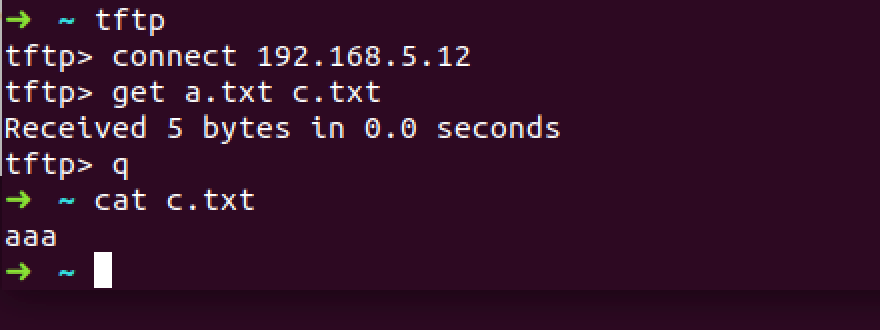 ➜ ~ tftp
tftp> connect 192.168.5.12
tftp> get a.txt c.txt
Received 5 bytes in 0.0 seconds
tftp> q
➜ ~ cat c.txt
aaa
➜ ~